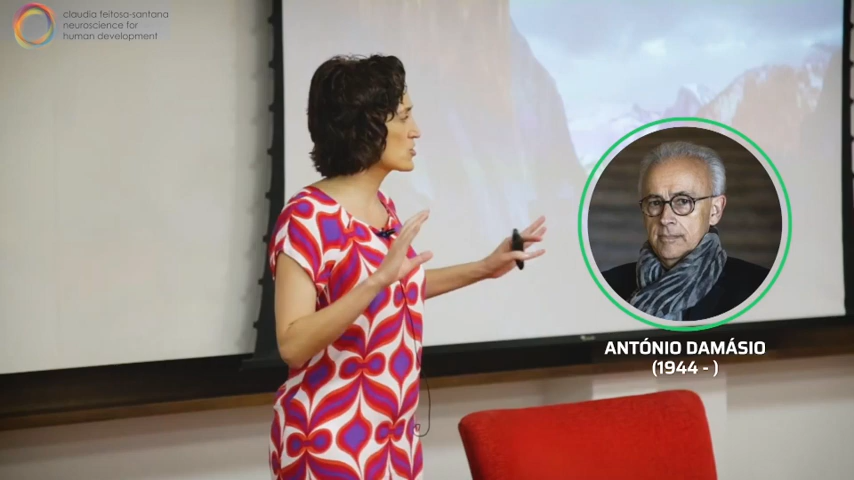 claudia feitosa-santana
neuroscience for
human development
ANTÓNIO DAMÁSIO
(1944 - )